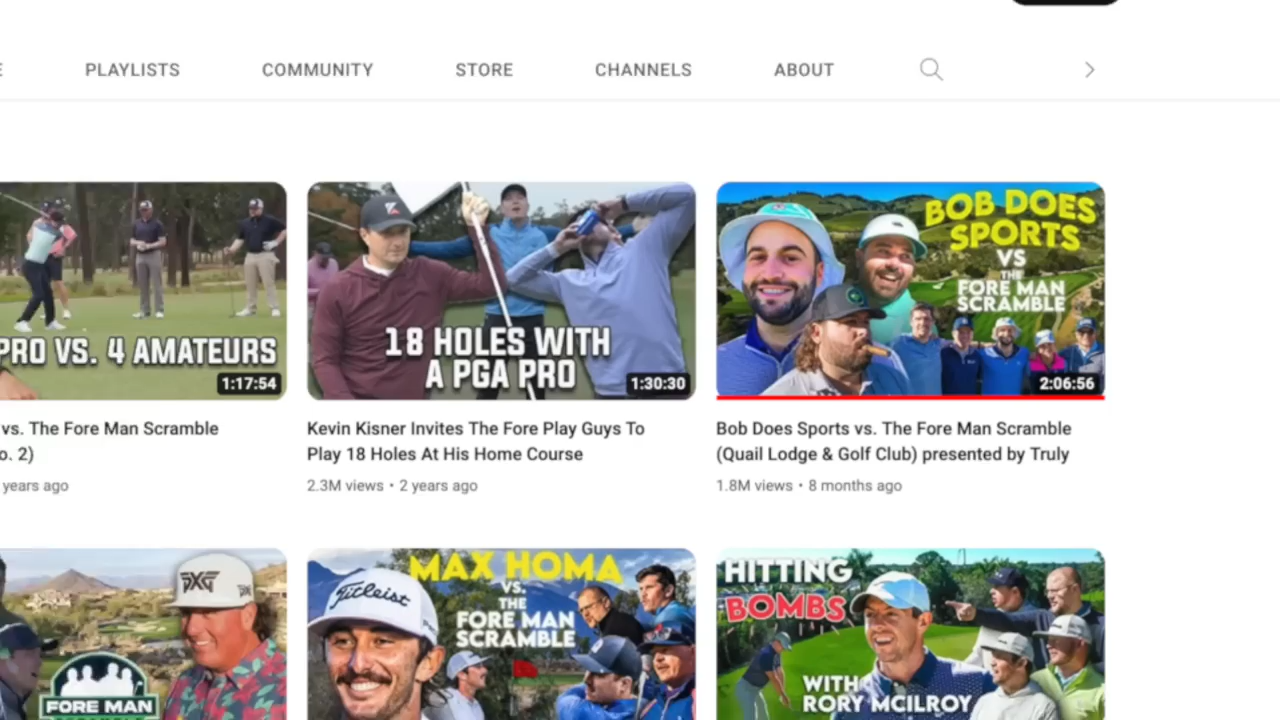 PLAYLISTS
COMMUNITY
STORE
CHANNELS
ABOUT
PRO VS. 4 AMATEURS
1:17:54
18 HOLES WITH
A PGA PRO
1:30:30
BOB DOES
SPORTS
VS
THE
FORE MAN
SCRAMBLE
2:06:56
vs. The Fore Man Scramble
o. 2)
years ago
Kevin Kisner Invites The Fore Play Guys To
Play 18 Holes At His Home Course
2.3M views • 2 years ago
Bob Does Sports vs. The Fore Man Scramble
(Quail Lodge & Golf Club) presented by Truly
1.8M views • 8 months ago
PXG
FORE MAN
Titleist
MAX HOMA
VS.
THE
FORE MAN
SCRAMBLE
HITTING
BOMBS
WITH
RORY MCILROY